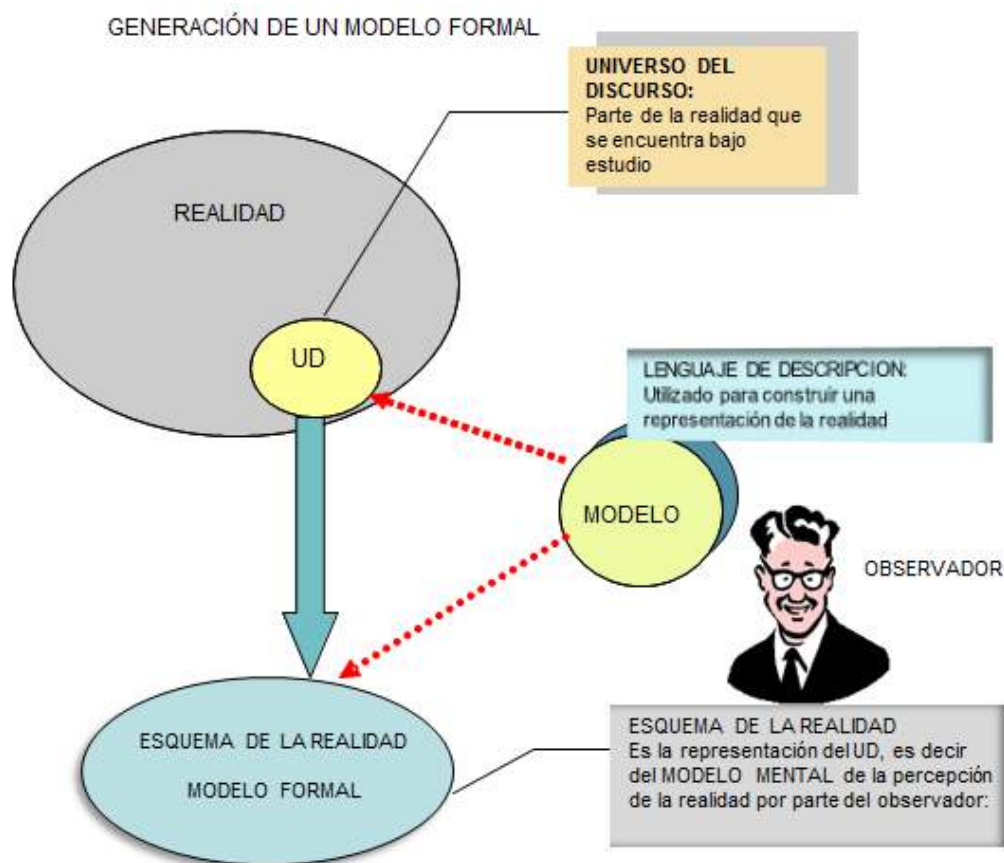 GENERACIÓN DE UN MODELO FORMAL
UNIVERSO DEL
DISCURSO:
Parte de la realidad que
se encuentra bajo
estudio
REALIDAD
UD
LENGUAJE DE DESCRIPCION:
Utilizado para construir una
representación de la realidad
MODELO
OBSERVADOR
ESQUEMA DE LA REALIDAD
MODELO FORMAL
ESQUEMA DE LA REALIDAD
Es la representación del UD, es decir
del MODELO MENTAL de la percepción
de la realidad por parte del observador: